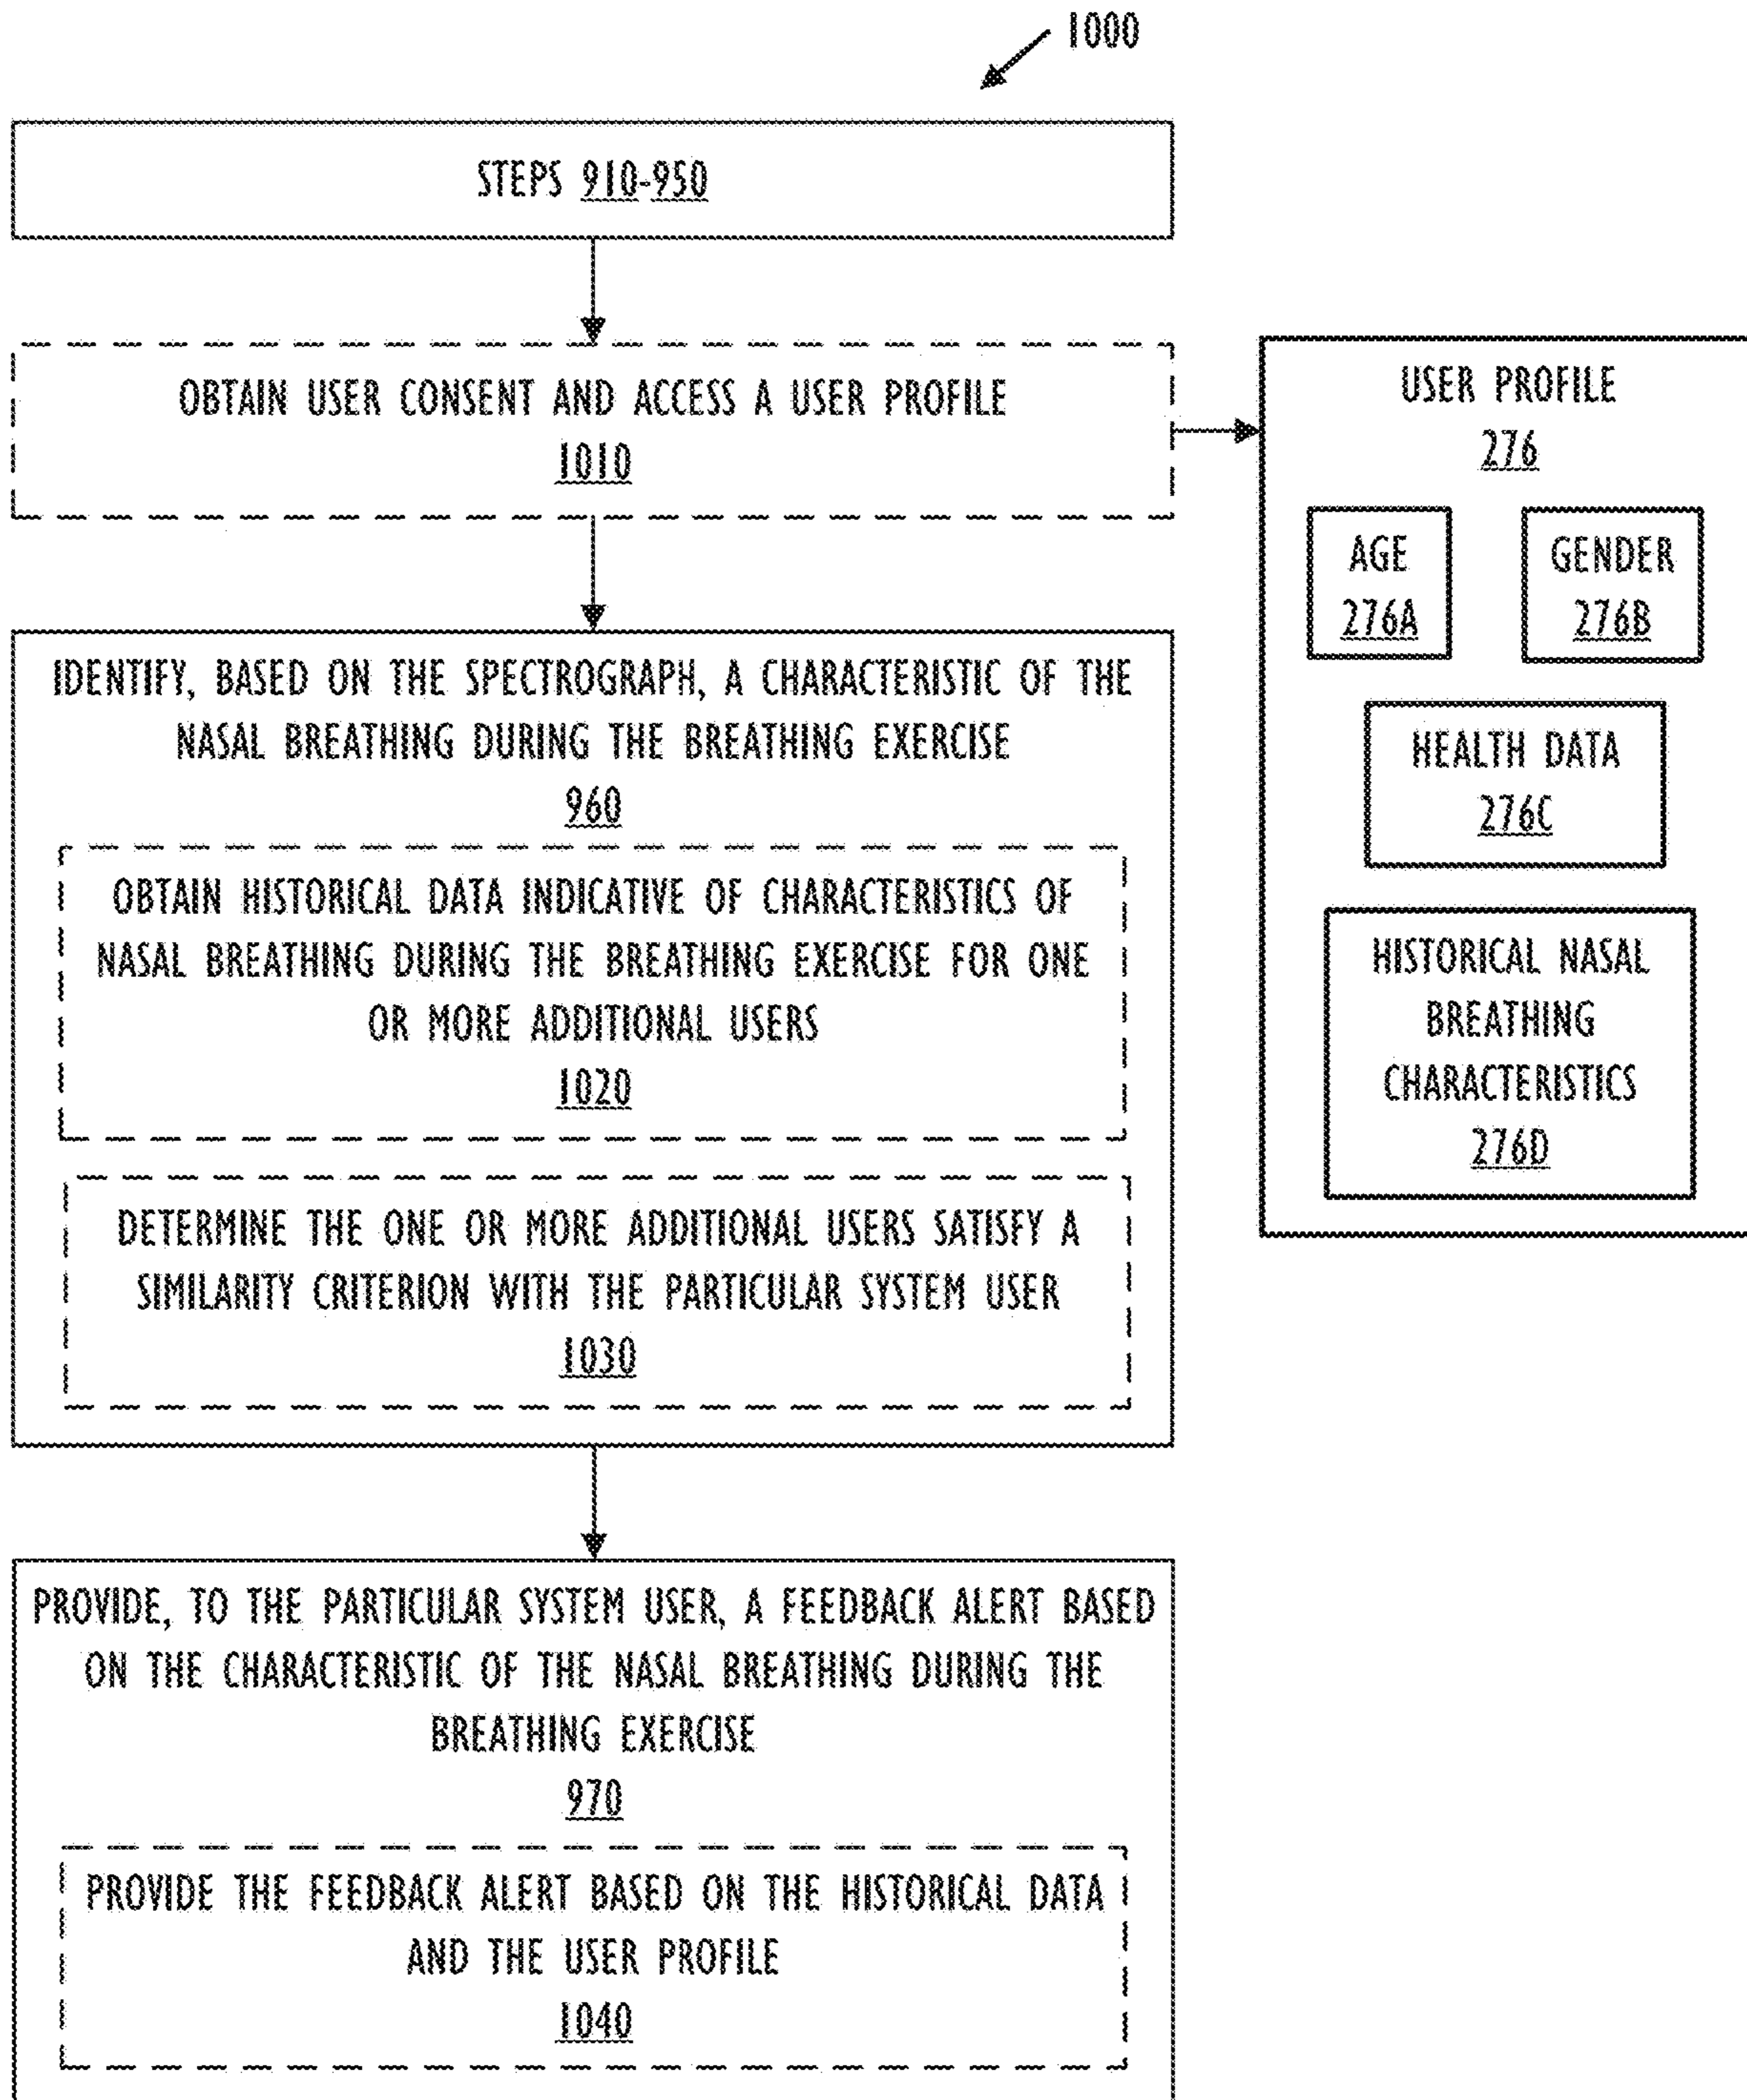 1000
STEPS 910-950
OBTAIN USER CONSENT AND ACCESS A USER PROFILE
1010
USER PROFILE
276
AGE
276A
GENDER
276B
HEALTH DATA
276C
HISTORICAL NASAL
BREATHING
CHARACTERISTICS
276D
IDENTIFY, BASED ON THE SPECTROGRAPH, A CHARACTERISTIC OF THE
NASAL BREATHING DURING THE BREATHING EXERCISE
960
OBTAIN HISTORICAL DATA INDICATIVE OF CHARACTERISTICS OF
NASAL BREATHING DURING THE BREATHING EXERCISE FOR ONE
OR MORE ADDITIONAL USERS
1020
DETERMINE THE ONE OR MORE ADDITIONAL USERS SATISFY A
SIMILARITY CRITERION WITH THE PARTICULAR SYSTEM USER
1030
PROVIDE, TO THE PARTICULAR SYSTEM USER, A FEEDBACK ALERT BASED
ON THE CHARACTERISTIC OF THE NASAL BREATHING DURING THE
BREATHING EXERCISE
970
PROVIDE THE FEEDBACK ALERT BASED ON THE HISTORICAL DATA
AND THE USER PROFILE
1040